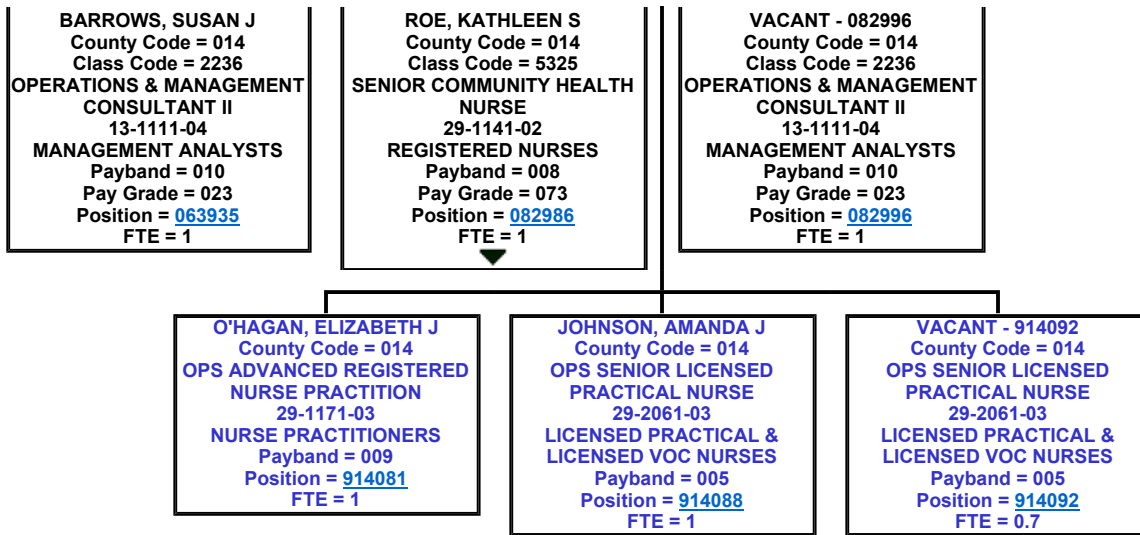 BARROWS, SUSAN J
County Code = 014
Class Code = 2236
OPERATIONS & MANAGEMENT
CONSULTANT II
13-1111-04
MANAGEMENT ANALYSTS
Payband = 010
Pay Grade = 023
Position = 063935
FTE = 1
ROE, KATHLEEN S
County Code = 014
Class Code = 5325
SENIOR COMMUNITY HEALTH
NURSE
29-1141-02
REGISTERED NURSES
Payband = 008
Pay Grade = 073
Position = 082986
FTE = 1
VACANT - 082996
County Code = 014
Class Code = 2236
OPERATIONS & MANAGEMENT
CONSULTANT II
13-1111-04
MANAGEMENT ANALYSTS
Payband = 010
Pay Grade = 023
Position = 082996
FTE = 1
O'HAGAN, ELIZABETH J
County Code = 014
OPS ADVANCED REGISTERED
NURSE PRACTITION
29-1171-03
NURSE PRACTITIONERS
Payband = 009
Position = 914081
FTE = 1
JOHNSON, AMANDA J
County Code = 014
OPS SENIOR LICENSED
PRACTICAL NURSE
29-2061-03
LICENSED PRACTICAL &
LICENSED VOC NURSES
Payband = 005
Position = 914088
FTE = 1
VACANT - 914092
County Code = 014
OPS SENIOR LICENSED
PRACTICAL NURSE
29-2061-03
LICENSED PRACTICAL &
LICENSED VOC NURSES
Payband = 005
Position = 914092
FTE = 0.7